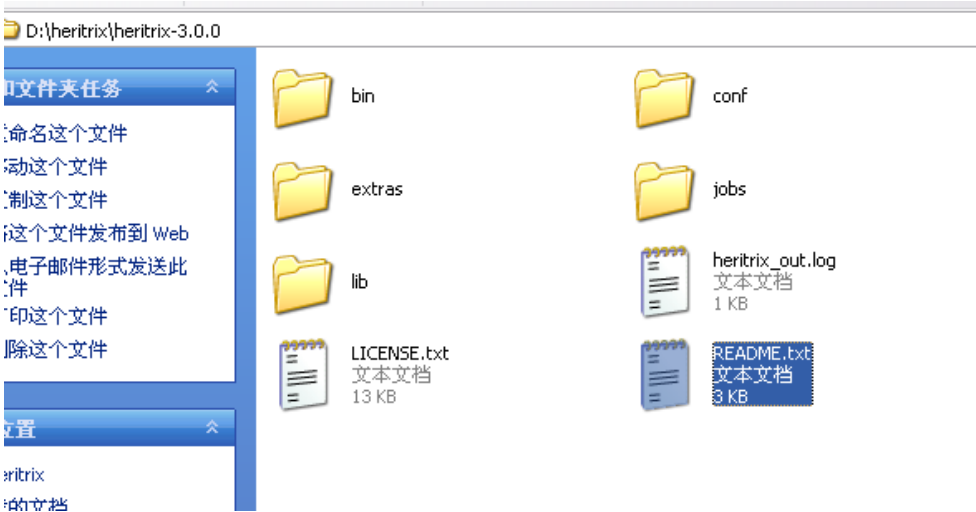 D:\heritrix\heritrix-3.0.0
文件夹任务
命名这个文件
动这个文件
制这个文件
这个文件发布到 Web
电子邮件形式发送此
件
印这个文件
除这个文件
置
eritrix
的文档
bin
conf
extras
jobs
lib
heritrix_out.log
文本文档
1 KB
LICENSE.txt
文本文档
13 KB
README.txt
文本文档
3 KB